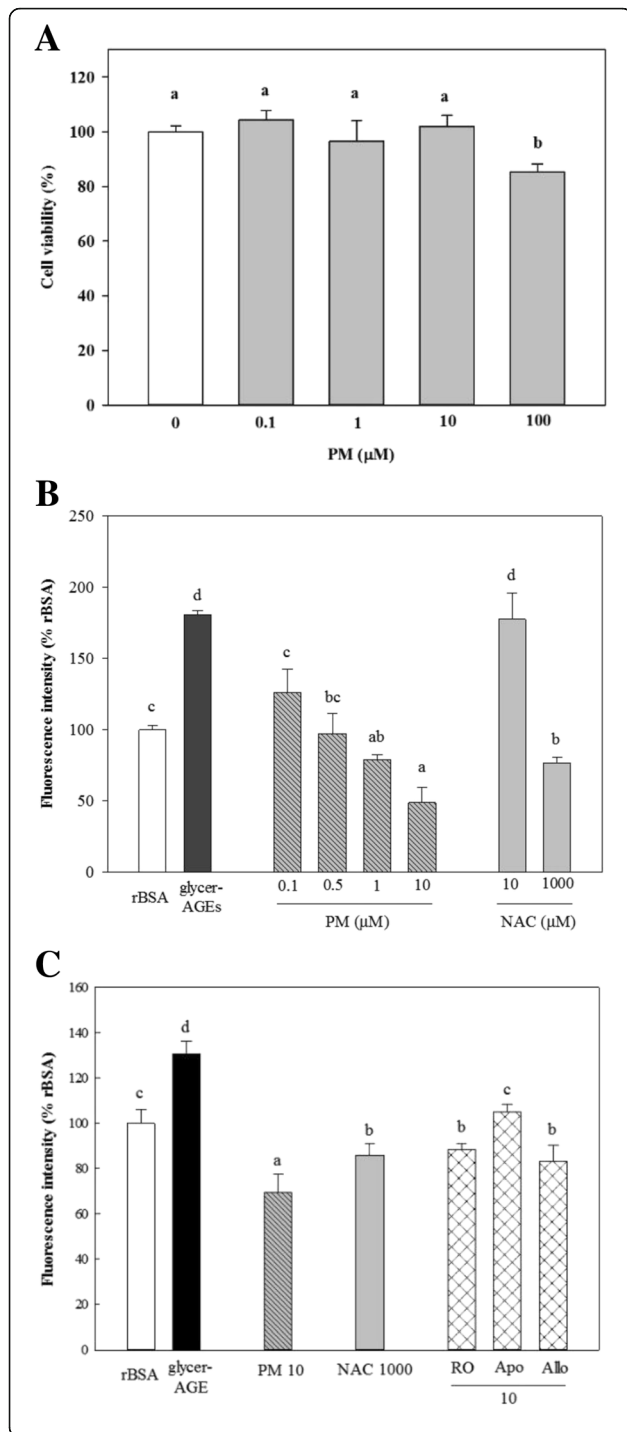 A
120
100
80
60
40
20
0
Cell viability (%)
a a a a b
0 0.1 1 10 100
PM (μM)
B
250
200
150
100
50
0
Fluorescence intensity (% rBSA)
c d c bc ab a d b
rBSA glycer-
AGEs
0.1 0.5 1 10
PM (μM)
10 1000
NAC (μM)
C
160
140
120
100
80
60
40
20
0
Fluorescence intensity (% rBSA)
c d a b b c b
rBSA glycer-
AGE
PM 10 NAC 1000 RO Apo Allo
10